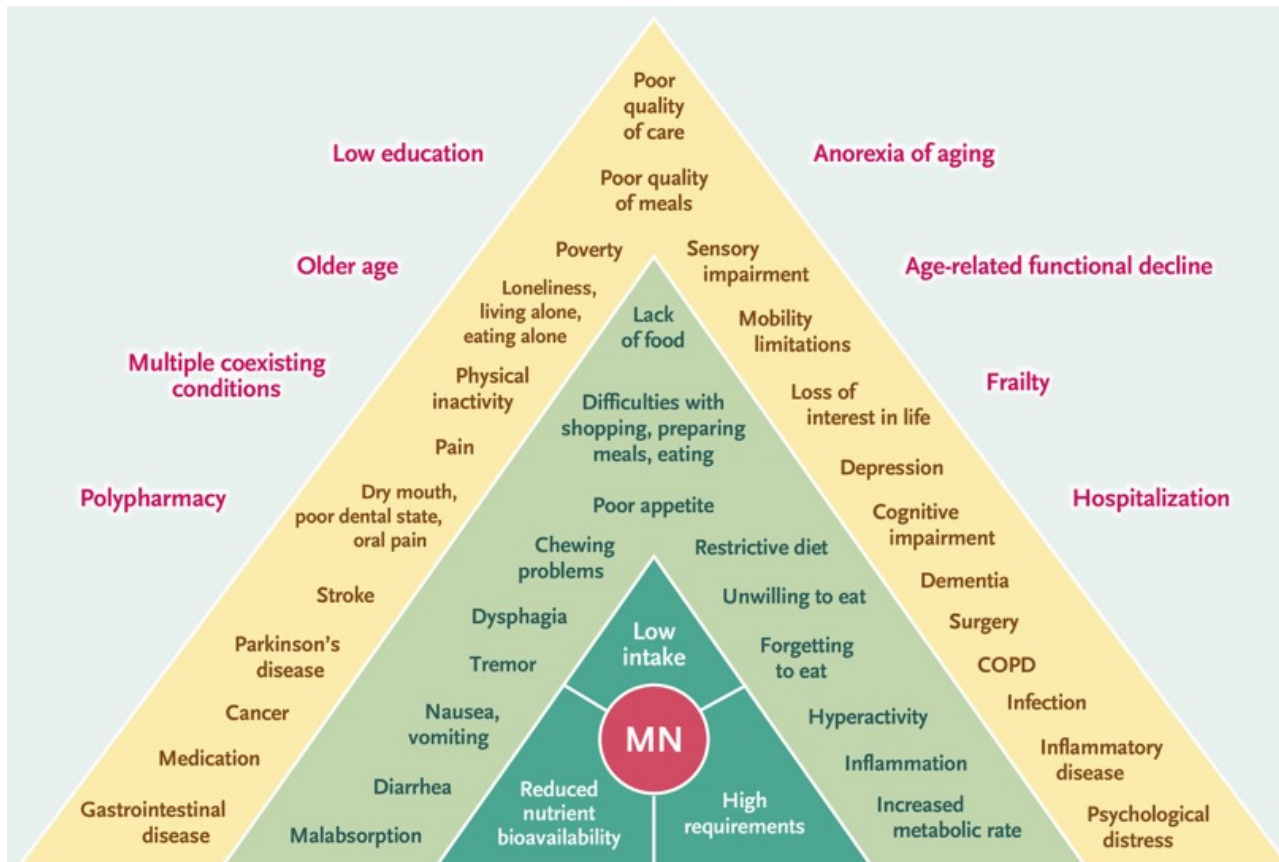 Poor
quality
of care
Poor quality
of meals
Poverty
Loneliness,
living alone,
eating alone
Physical
inactivity
Pain
Dry mouth,
poor dental state,
oral pain
Stroke
Parkinson's
disease
Cancer
Medication
Gastrointestinal
disease
Sensory
impairment
Mobility
limitations
Loss of
interest in life
Depression
Cognitive
impairment
Dementia
Surgery
COPD
Infection
Inflammatory
disease
Psychological
distress
Low education
Older age
Multiple coexisting
conditions
Polypharmacy
Anorexia of aging
Age-related functional decline
Frailty
Hospitalization
Lack
of food
Difficulties with
shopping, preparing
meals, eating
Poor appetite
Chewing
problems
Dysphagia
Tremor
Nausea,
vomiting
Diarrhea
Malabsorption
Restrictive diet
Unwilling to eat
Forgetting
to eat
Hyperactivity
Inflammation
Increased
metabolic rate
Low
intake
MN
Reduced
nutrient
bioavailability
High
requirements